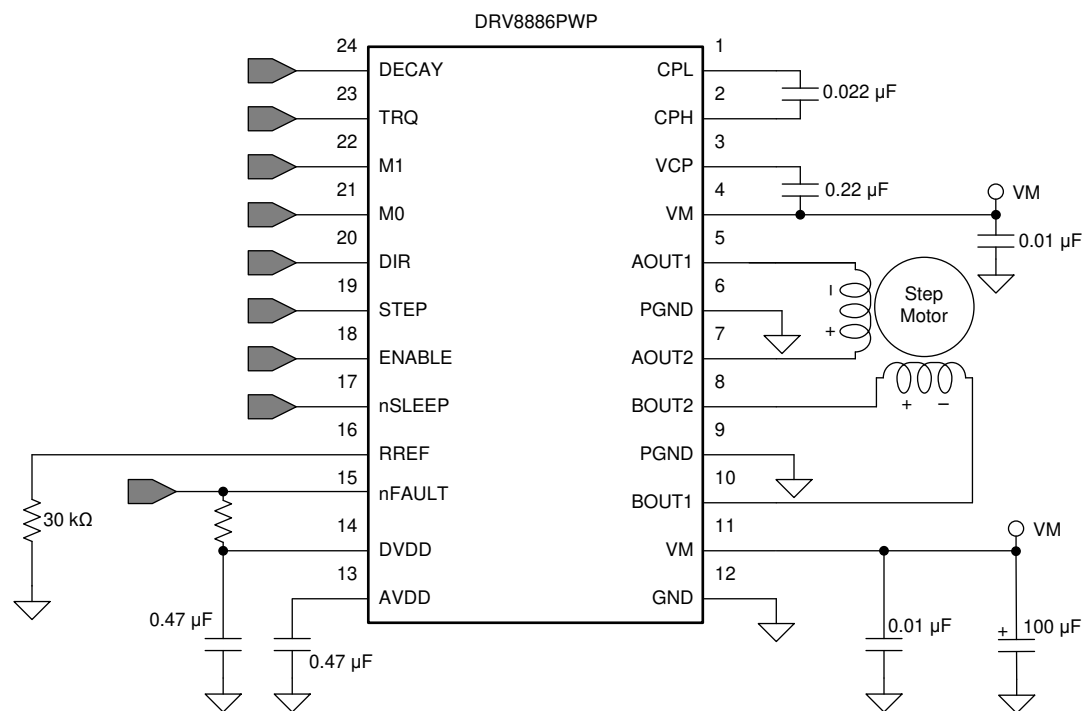 DRV8886PWP
24
DECAY
23
TRQ
22
M1
21
M0
20
DIR
19
STEP
18
ENABLE
17
nSLEEP
16
RREF
15
nFAULT
30 kΩ
14
DVDD
13
AVDD
0.47 µF
0.47 µF
1
CPL
0.022 µF
2
CPH
3
VCP
0.22 µF
4
VM
VM
0.01 µF
5
AOUT1
6
PGND
7
AOUT2
–
+
Step
Motor
8
BOUT2
+ –
9
PGND
10
BOUT1
11
VM
VM
12
GND
0.01 µF
+
100 µF